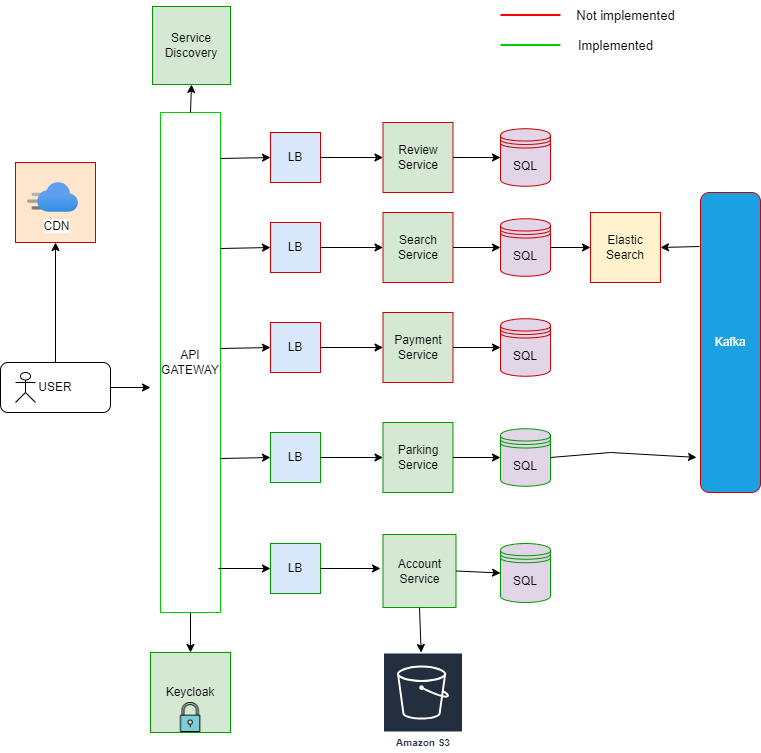 Not implemented
Implemented
Service
Discovery
LB
Review
Service
SQL
CDN
LB
Search
Service
SQL
Elastic
Search
LB
Payment
Service
SQL
Kafka
API
GATEWAY
USER
LB
Parking
Service
SQL
LB
Account
Service
SQL
Keycloak
Amazon S3